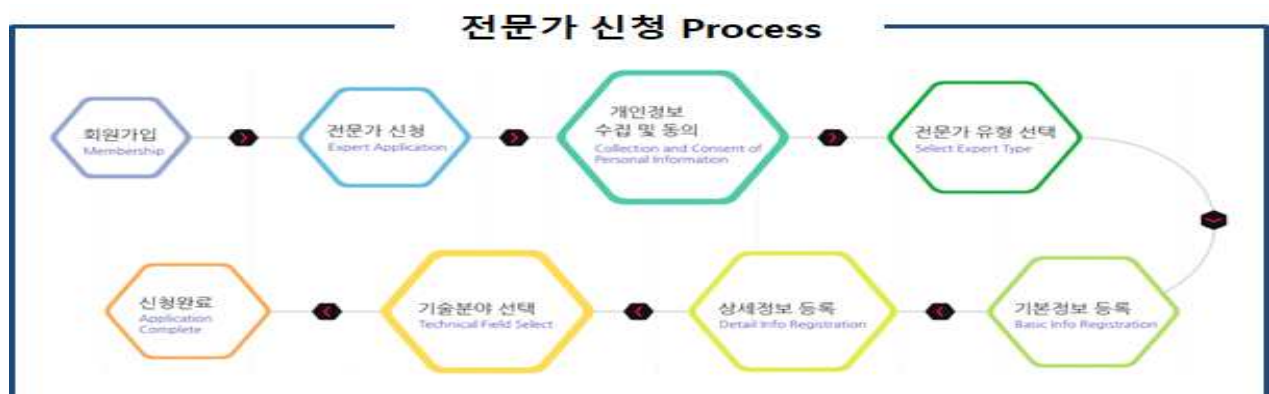 전문가 신청 Process
회원가입
Membership
전문가 신청
Expert Application
개인정보
수집 및 동의
Collection and Consent of
Personal Information
전문가 유형 선택
Select Expert Type
기본정보 등록
Basic Info Registration
상세정보 등록
Detail Info Registration
기술분야 선택
Technical Field Select
신청완료
Application
Complete